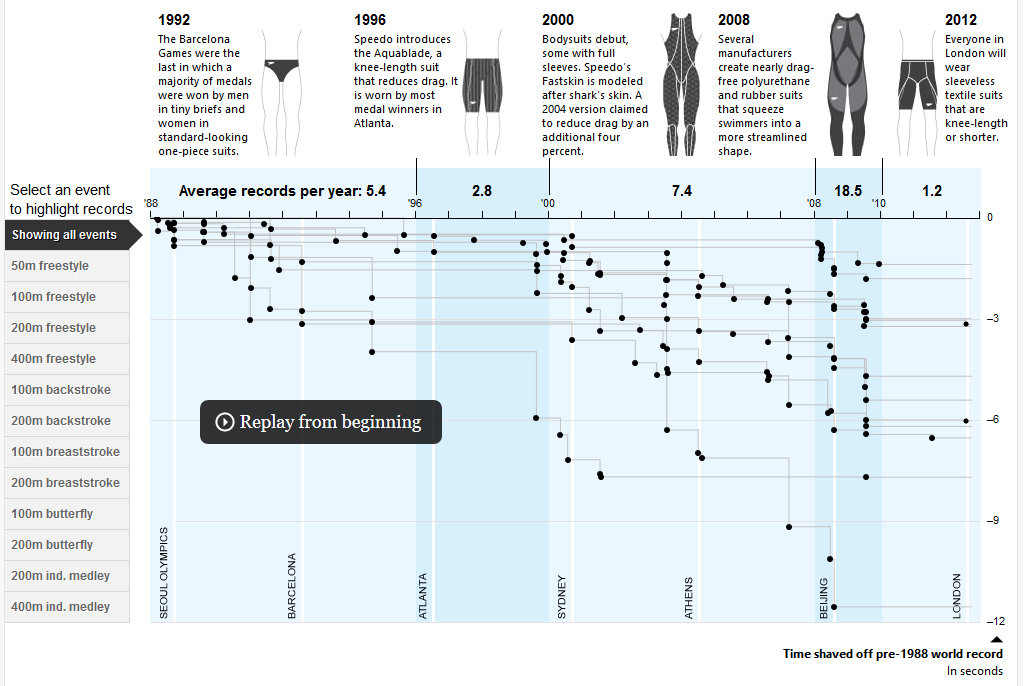 1992
The Barcelona
Games were the
last in which a
majority of medals
were won by men
in tiny briefs and
women in
standard-looking
one-piece suits.
1996
Speedo introduces
the Aquablade, a
knee-length suit
that reduces drag. It
is worn by most
medal winners in
Atlanta.
2000
Bodysuits debut,
some with full
sleeves. Speedo's
Fastskin is modeled
after shark's skin. A
2004 version claimed
to reduce drag by an
additional four
percent.
2008
Several
manufacturers
create nearly drag-
free polyurethane
and rubber suits
that squeeze
swimmers into a
more streamlined
shape.
2012
Everyone in
London will
wear
sleeveless
textile suits
that are
knee-length
or shorter.
Select an event
to highlight records
Average records per year: 5.4
2.8
7.4
18.5
1.2
'88
'96
'00
'08
'10
Showing all events
50m freestyle
100m freestyle
200m freestyle
400m freestyle
100m backstroke
200m backstroke
100m breaststroke
200m breaststroke
100m butterfly
200m butterfly
200m ind. medley
400m ind. medley
0
–3
–6
–9
–12
Replay from beginning
SEOUL OLYMPICS
BARCELONA
ATLANTA
SYDNEY
ATHENS
BEIJING
LONDON
Time shaved off pre-1988 world record
In seconds